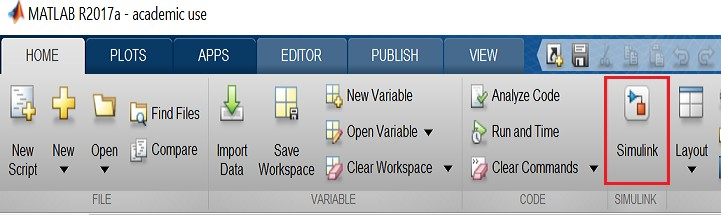 MATLAB R2017a - academic use
HOME PLOTS APPS EDITOR PUBLISH VIEW
New Script
New
Open
Find Files
Compare
FILE
Import Data
Save Workspace
New Variable
Open Variable
Clear Workspace
VARIABLE
Analyze Code
Run and Time
Clear Commands
CODE
Simulink
SIMULINK
Layout